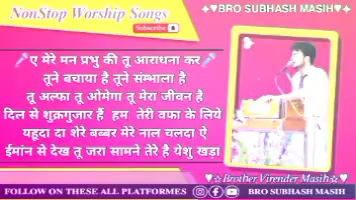 NonStop Worship Songs
Subscribe
✦♥BRO SUBHASH MASIH♥✦
🎤ए मेरे मन प्रभु की तू आराधना कर🎤
तूने बचाया है तूने संम्भाला है
तू अल्फा तू ओमेगा तू मेरा जीवन है
दिल से शुक्रगुजार हैं हम तेरी वफा के लिये
यहूदा दा शेरे बब्बर मेरे नाल चलदा ऐ
ईमांन से देख तू जरा सामने तेरे है येशु खड़ा
♥☆Brother Virender Masih☆♥
FOLLOW ON THESE ALL PLATFORMES
BRO SUBHASH MASIH